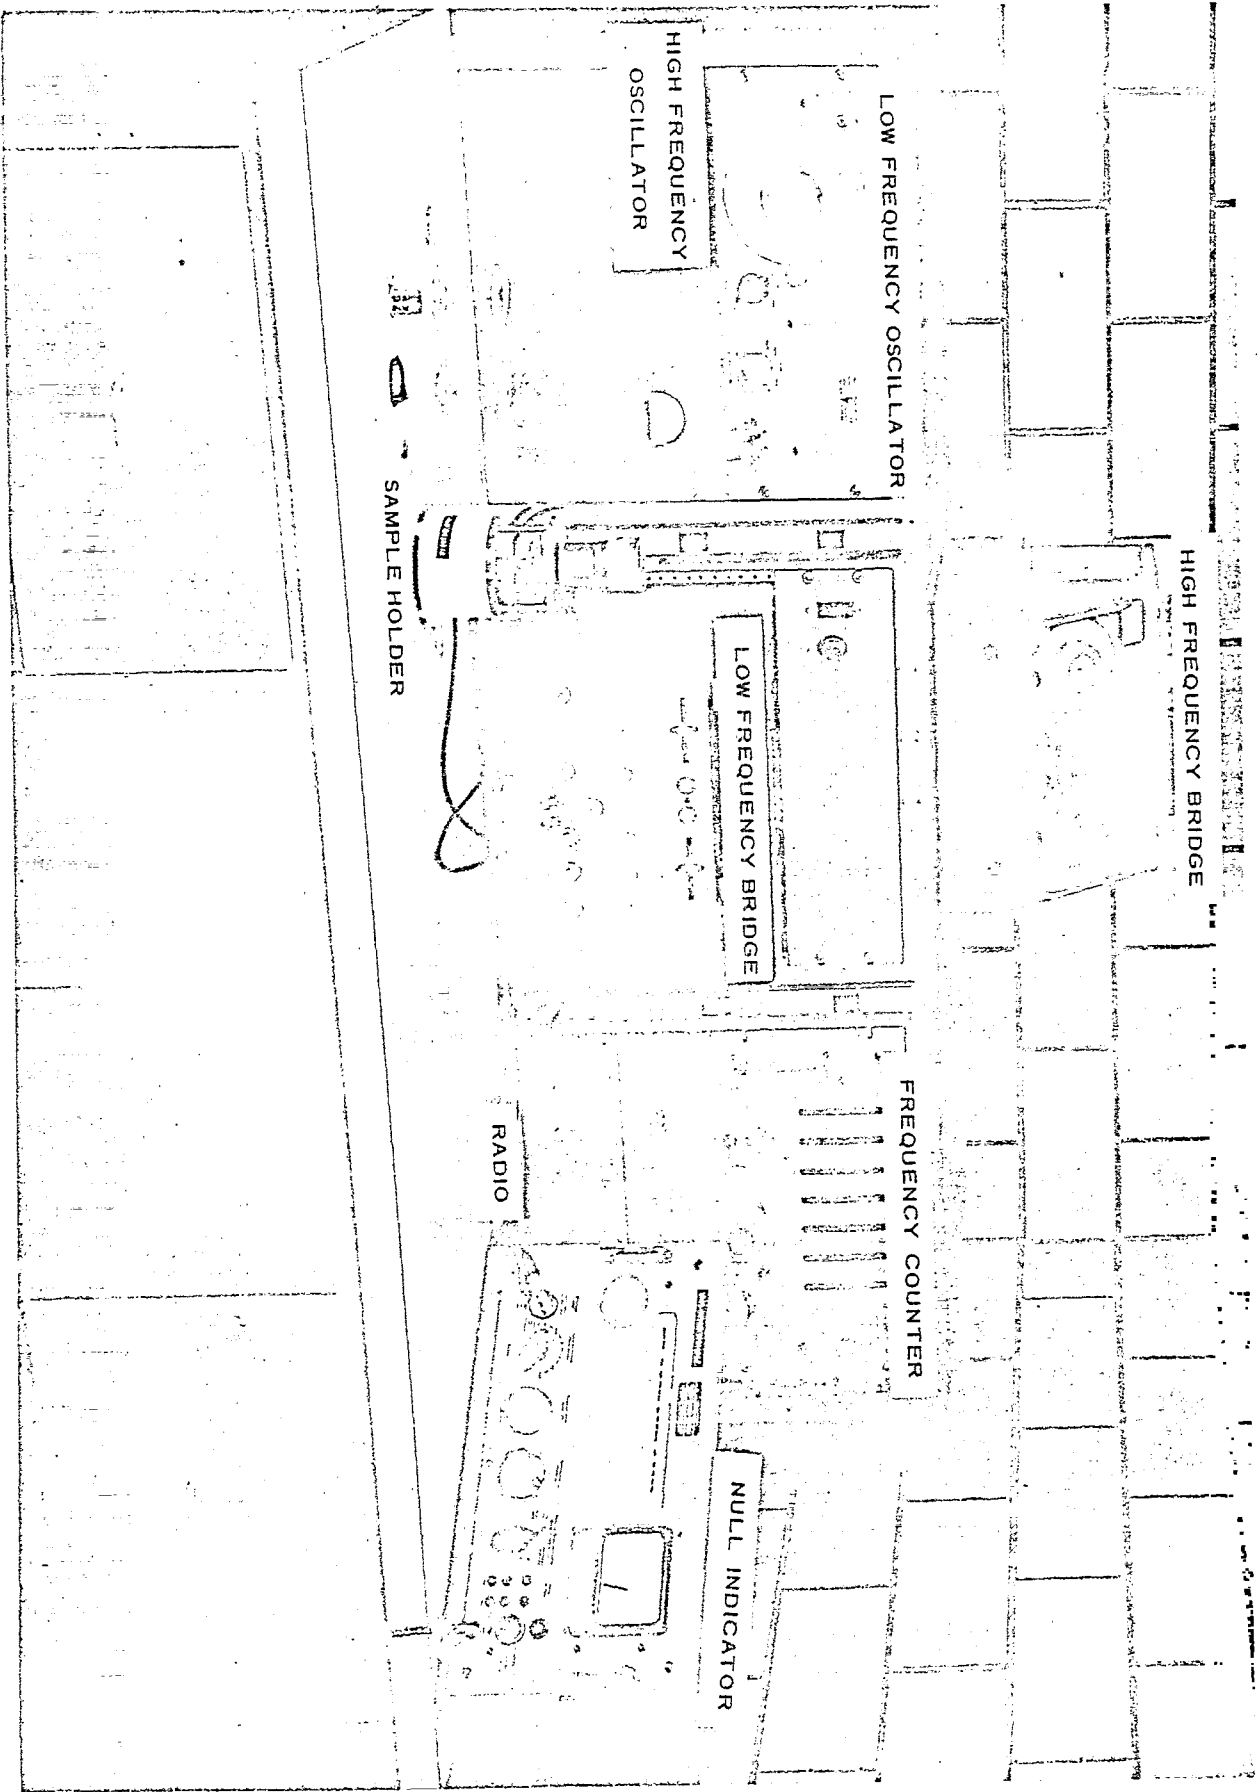 HIGH FREQUENCY BRIDGE
LOW FREQUENCY OSCILLATOR
FREQUENCY COUNTER
HIGH FREQUENCY
OSCILLATOR
LOW FREQUENCY BRIDGE
NULL INDICATOR
RADIO
SAMPLE HOLDER